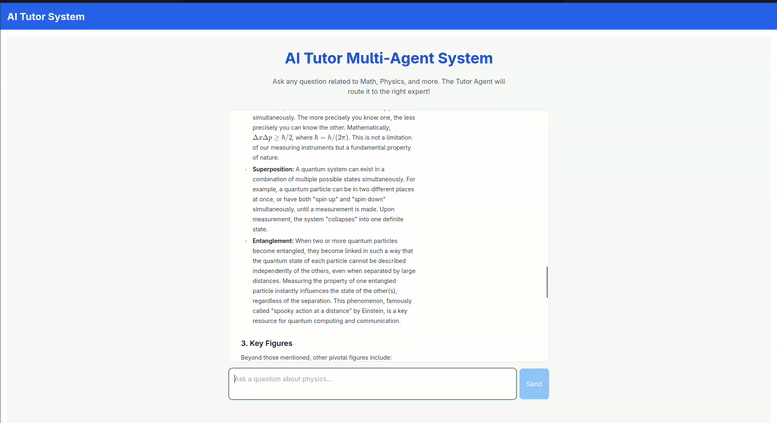 AI Tutor System
AI Tutor Multi-Agent System
Ask any question related to Math, Physics, and more. The Tutor Agent will
route it to the right expert!
simultaneously. The more precisely you know one, the less
precisely you can know the other. Mathematically,
ΔxΔp ≥ ℏ/2, where ℏ = h/(2π). This is not a limitation
of our measuring instruments but a fundamental property
of nature.
Superposition: A quantum system can exist in a
combination of multiple possible states simultaneously. For
example, a quantum particle can be in two different places
at once, or have both "spin up" and "spin down"
simultaneously, until a measurement is made. Upon
measurement, the system "collapses" into one definite
state.
Entanglement: When two or more quantum particles
become entangled, they become linked in such a way that
the quantum state of each particle cannot be described
independently of the others, even when separated by large
distances. Measuring the property of one entangled
particle instantly influences the state of the other(s),
regardless of the separation. This phenomenon, famously
called "spooky action at a distance" by Einstein, is a key
resource for quantum computing and communication.
3. Key Figures
Beyond those mentioned, other pivotal figures include:
Ask a question about physics...
Send